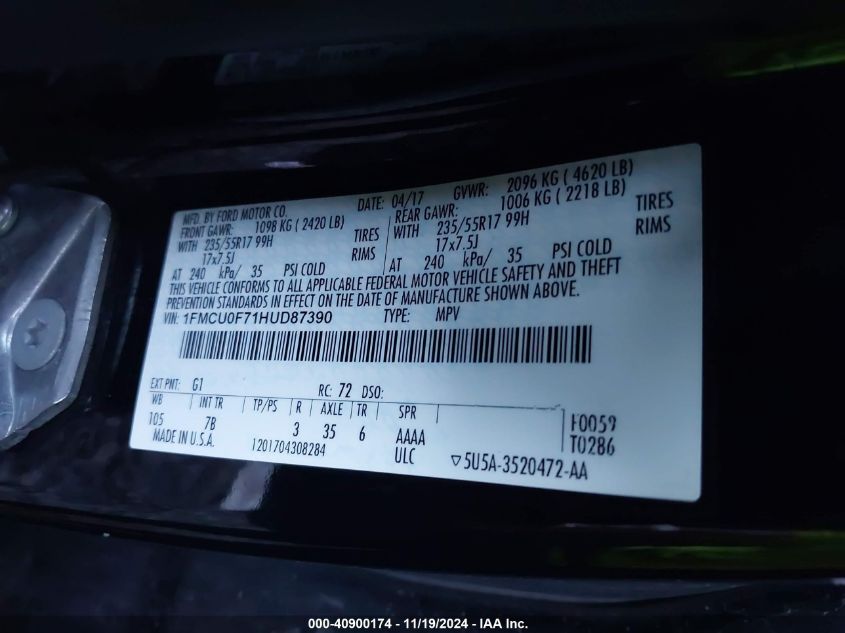 MFD. BY FORD MOTOR CO.
DATE: 04/17 GVWR: 2096 KG ( 4620 LB)
FRONT GAWR: 1098 KG ( 2420 LB)
REAR GAWR: 1006 KG ( 2218 LB)
WITH 235/55R17 99H TIRES
WITH 235/55R17 99H TIRES
17x7.5J RIMS
17x7.5J RIMS
AT 240 kPa/ 35 PSI COLD
AT 240 kPa/ 35 PSI COLD
THIS VEHICLE CONFORMS TO ALL APPLICABLE FEDERAL MOTOR VEHICLE SAFETY AND THEFT
PREVENTION STANDARDS IN EFFECT ON THE DATE OF MANUFACTURE SHOWN ABOVE.
VIN: 1FMCU0F71HUD87390 TYPE: MPV
EXT PNT: G1 RC: 72 DSO:
WB INT TR TP/PS R AXLE TR SPR
105 7B 3 35 6 AAAA
F0059
T0286
MADE IN U.S.A. 1201704308284 ULC ▽5U5A-3520472-AA
000-40900174 - 11/19/2024 - IAA Inc.